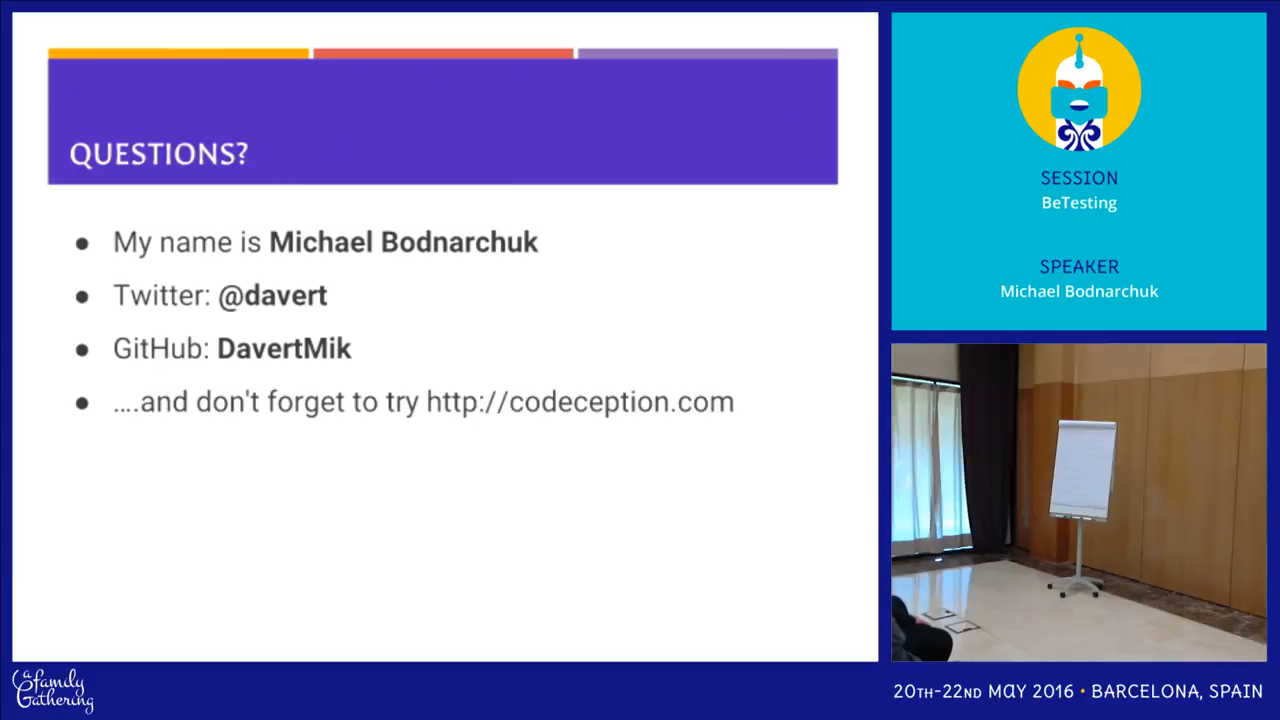 QUESTIONS?
● My name is Michael Bodnarchuk
● Twitter: @davert
● GitHub: DavertMik
● ….and don't forget to try http://codeception.com
SESSION
BeTesting
SPEAKER
Michael Bodnarchuk
a family
Gathering
20TH-22ND MAY 2016 • BARCELONA, SPAIN